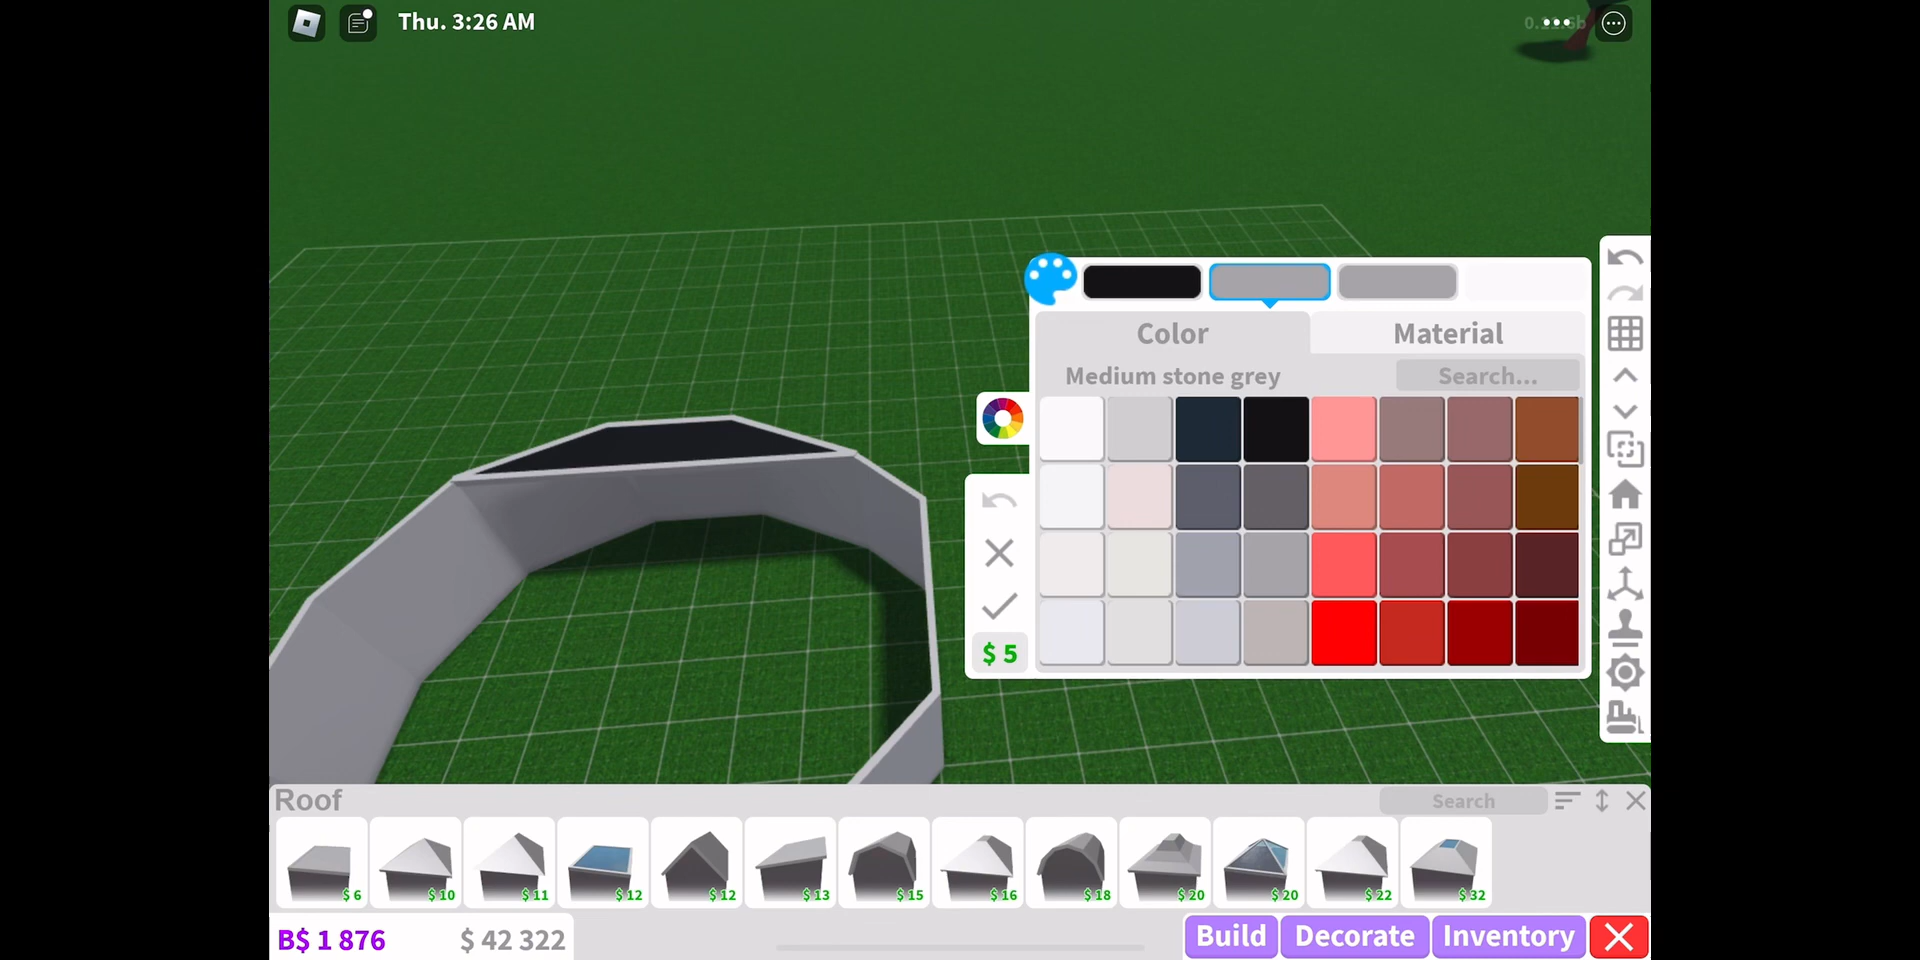 Thu. 3:26 AM
Color
Material
Medium stone grey
Search...
$ 5
Roof
Search
$ 6
$ 10
$ 11
$ 12
$ 12
$ 13
$ 15
$ 16
$ 18
$ 20
$ 20
$ 22
$ 32
B$ 1 876
$ 42 322
Build
Decorate
Inventory